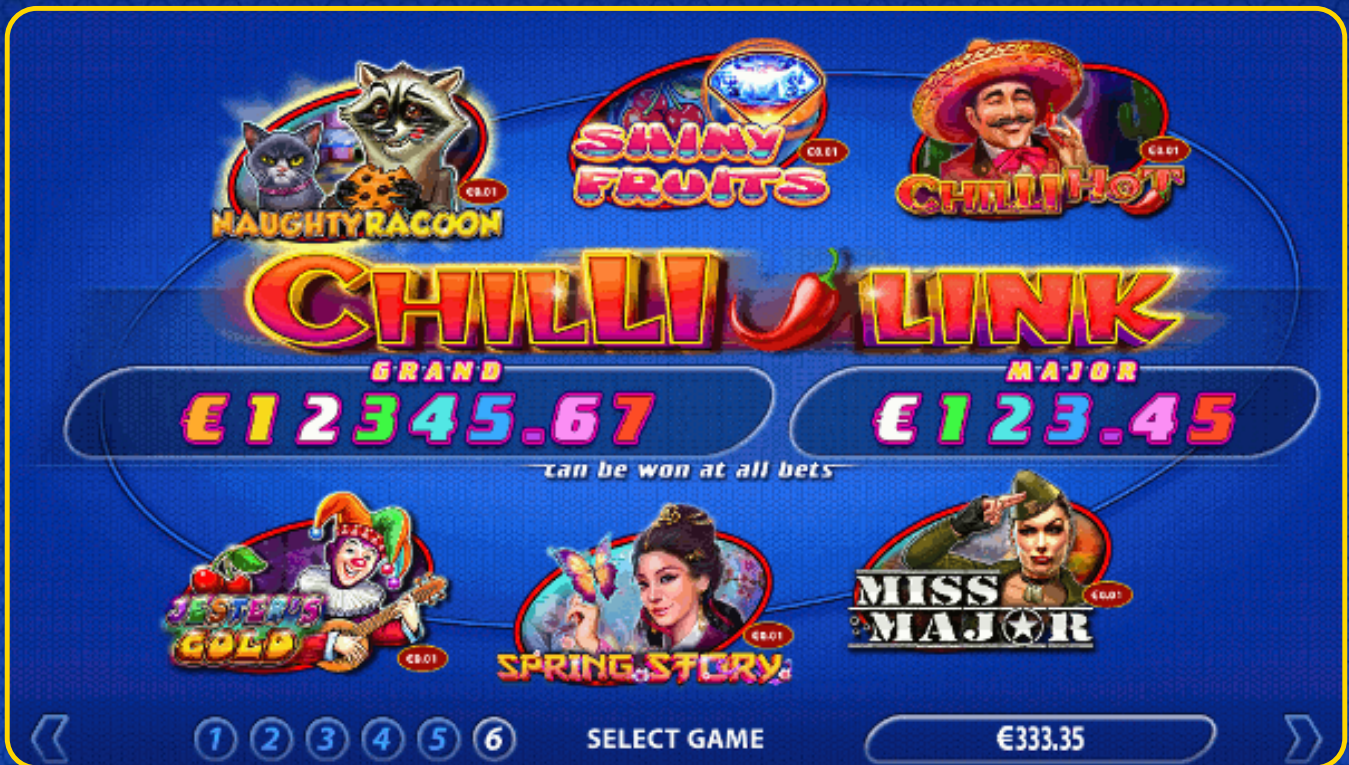 €0.01
NAUGHTY RACOON
SHINY
FRUITS
€0.01
€0.01
CHILLI HOT
CHILLI LINK
GRAND
€12345.67
MAJOR
€123.45
can be won at all bets
JESTER'S
GOLD
€0.01
€0.01
SPRING STORY
€0.01
MISS
MAJOR
1 2 3 4 5 6
SELECT GAME
€333.35